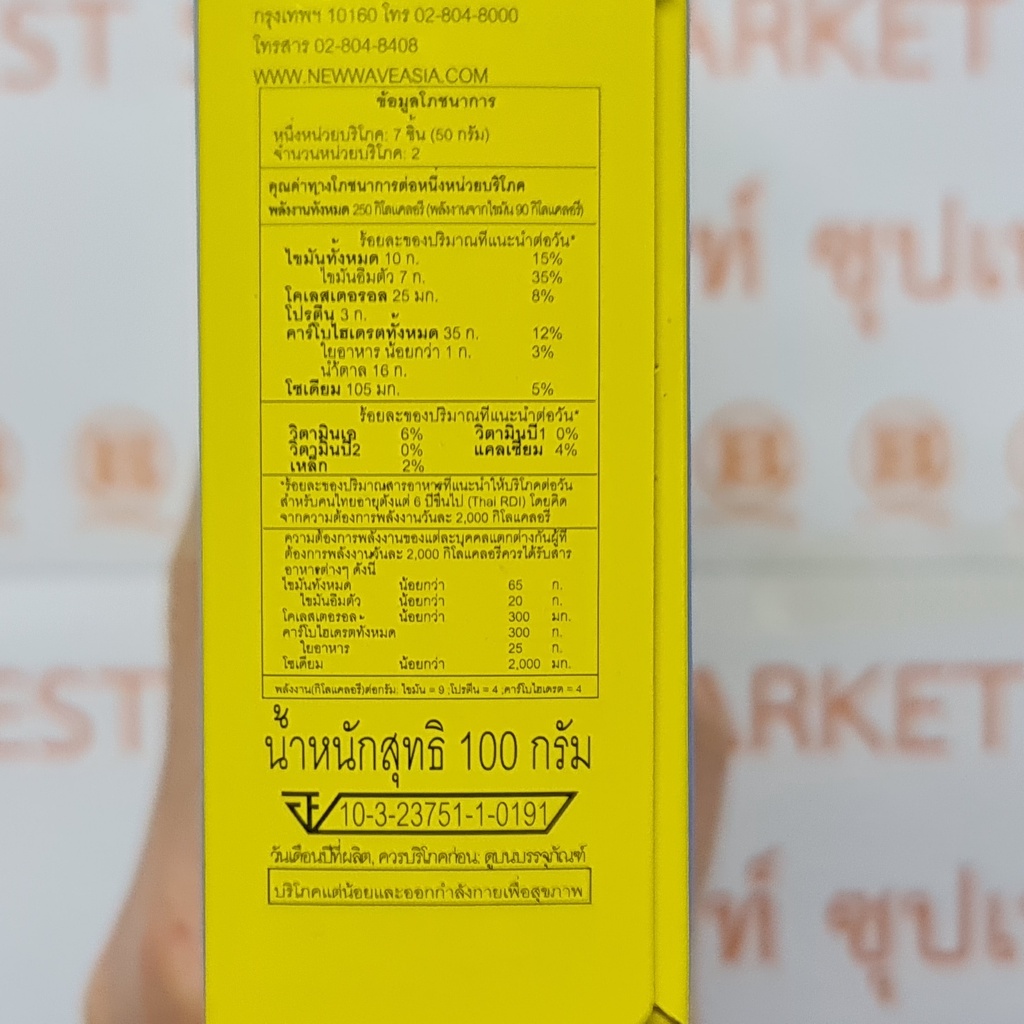 กรุงเทพฯ 10160 โทร 02-804-8000
โทรสาร 02-804-8408
WWW.NEWWAVEASIA.COM
ข้อมูลโภชนาการ
หนึ่งหน่วยบริโภค: 7 ชิ้น (50 กรัม)
จำนวนหน่วยบริโภค: 2
คุณค่าทางโภชนาการต่อหนึ่งหน่วยบริโภค
พลังงานทั้งหมด 250 กิโลแคลอรี (พลังงานจากไขมัน 90 กิโลแคลอรี)
ร้อยละของปริมาณที่แนะนำต่อวัน*
ไขมันทั้งหมด 10 ก. 15%
ไขมันอิ่มตัว 7 ก. 35%
โคเลสเตอรอล 25 มก. 8%
โปรตีน 3 ก.
คาร์โบไฮเดรตทั้งหมด 35 ก. 12%
ใยอาหาร น้อยกว่า 1 ก. 3%
น้ำตาล 16 ก.
โซเดียม 105 มก. 5%
ร้อยละของปริมาณที่แนะนำต่อวัน*
วิตามินเอ 6% วิตามินบี1 0%
วิตามินบี2 0% แคลเซียม 4%
เหล็ก 2%
*ร้อยละของปริมาณสารอาหารที่แนะนำให้บริโภคต่อวัน
สำหรับคนไทยอายุตั้งแต่ 6 ปีขึ้นไป (Thai RDI) โดยคิด
จากความต้องการพลังงานวันละ 2,000 กิโลแคลอรี
ความต้องการพลังงานของแต่ละบุคคลแตกต่างกันผู้ที่
ต้องการพลังงานวันละ 2,000 กิโลแคลอรีควรได้รับสาร
อาหารต่างๆ ดังนี้
ไขมันทั้งหมด น้อยกว่า 65 ก.
ไขมันอิ่มตัว น้อยกว่า 20 ก.
โคเลสเตอรอล น้อยกว่า 300 มก.
คาร์โบไฮเดรตทั้งหมด 300 ก.
ใยอาหาร 25 ก.
โซเดียม น้อยกว่า 2,000 มก.
พลังงาน(กิโลแคลอรี)ต่อกรัม ไขมัน = 9 ;โปรตีน = 4 ;คาร์โบไฮเดรต = 4
น้ำหนักสุทธิ 100 กรัม
10-3-23751-1-0191
วันเดือนปีที่ผลิต, ควรบริโภคก่อน: ดูบนบรรจุภัณฑ์
บริโภคแต่น้อยและออกกำลังกายเพื่อสุขภาพ